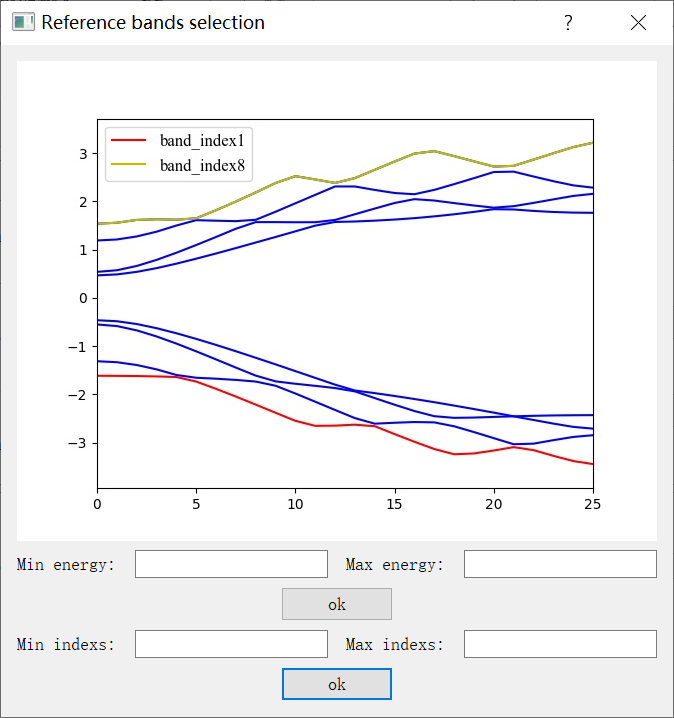 Reference bands selection
band_index1
band_index8
3
2
1
0
−1
−2
−3
0 5 10 15 20 25
Min energy: Max energy:
ok
Min indexs: Max indexs:
ok